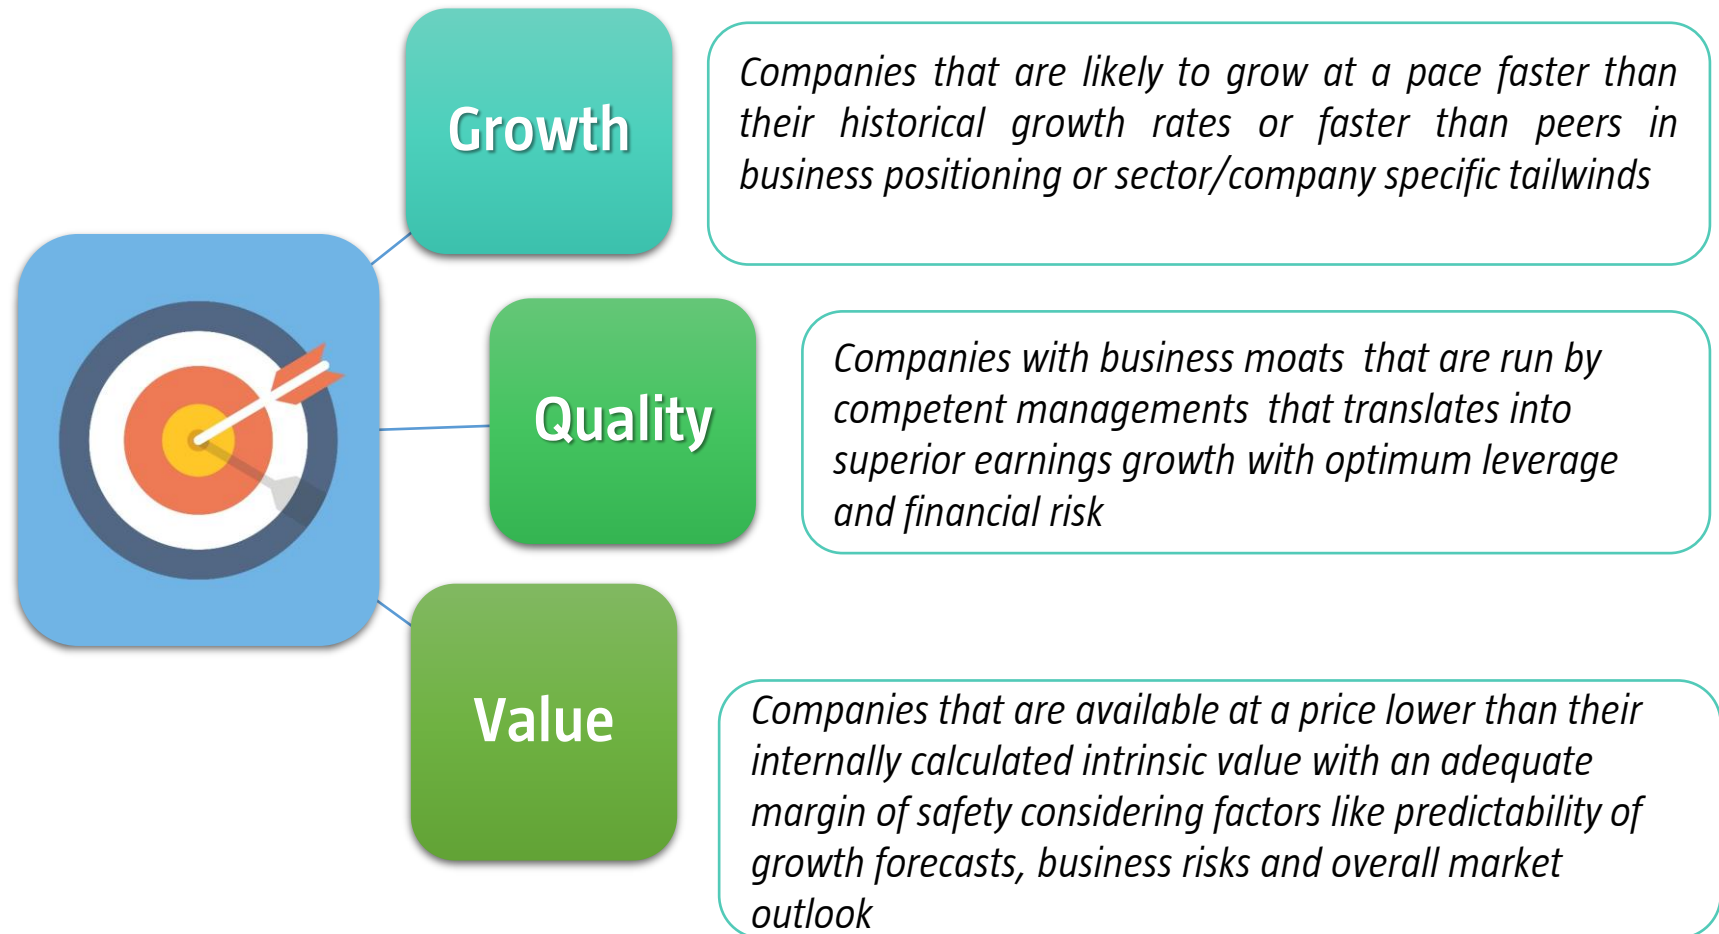 Growth
Companies that are likely to grow at a pace faster than
their historical growth rates or faster than peers in
business positioning or sector/company specific tailwinds
Quality
Companies with business moats that are run by
competent managements that translates into
superior earnings growth with optimum leverage
and financial risk
Value
Companies that are available at a price lower than their
internally calculated intrinsic value with an adequate
margin of safety considering factors like predictability of
growth forecasts, business risks and overall market
outlook